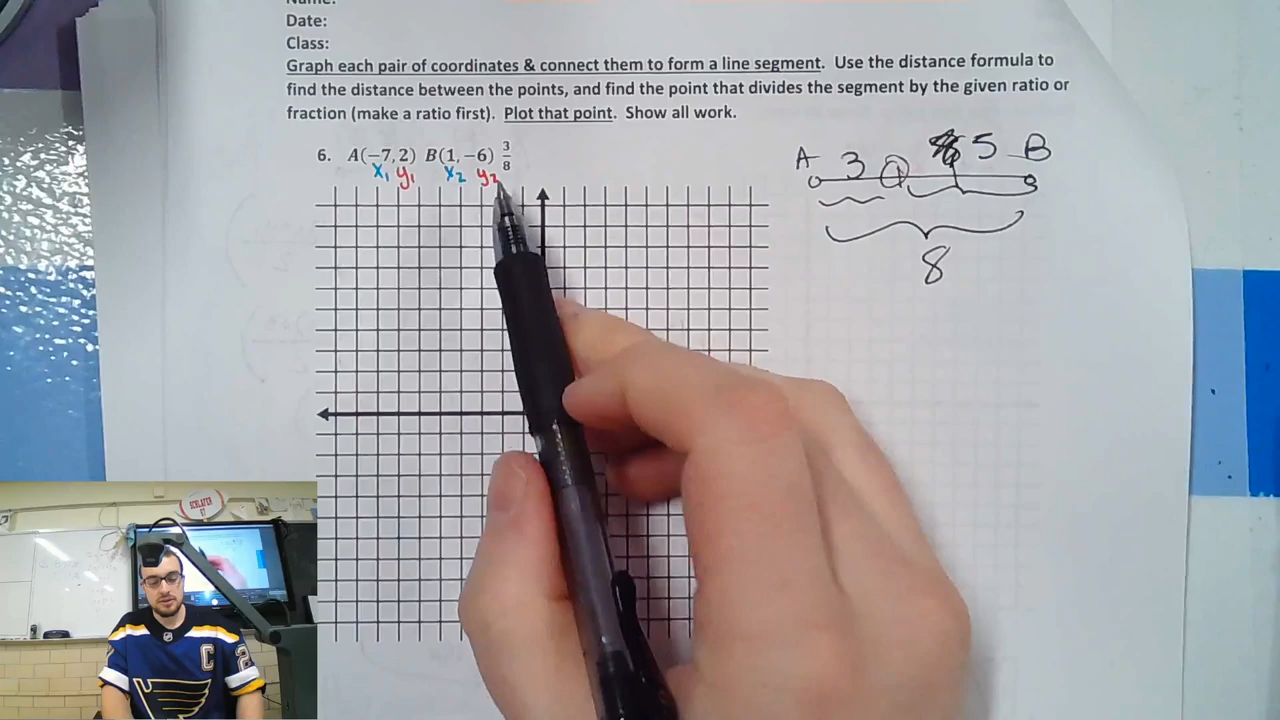 Name:
Date:
Class:
Graph each pair of coordinates & connect them to form a line segment. Use the distance formula to
find the distance between the points, and find the point that divides the segment by the given ratio or
fraction (make a ratio first). Plot that point. Show all work.
6. A(−7,2) B(1,−6) 3/8
x₁ y₁ x₂ y₂
A 3 5 B
8
C